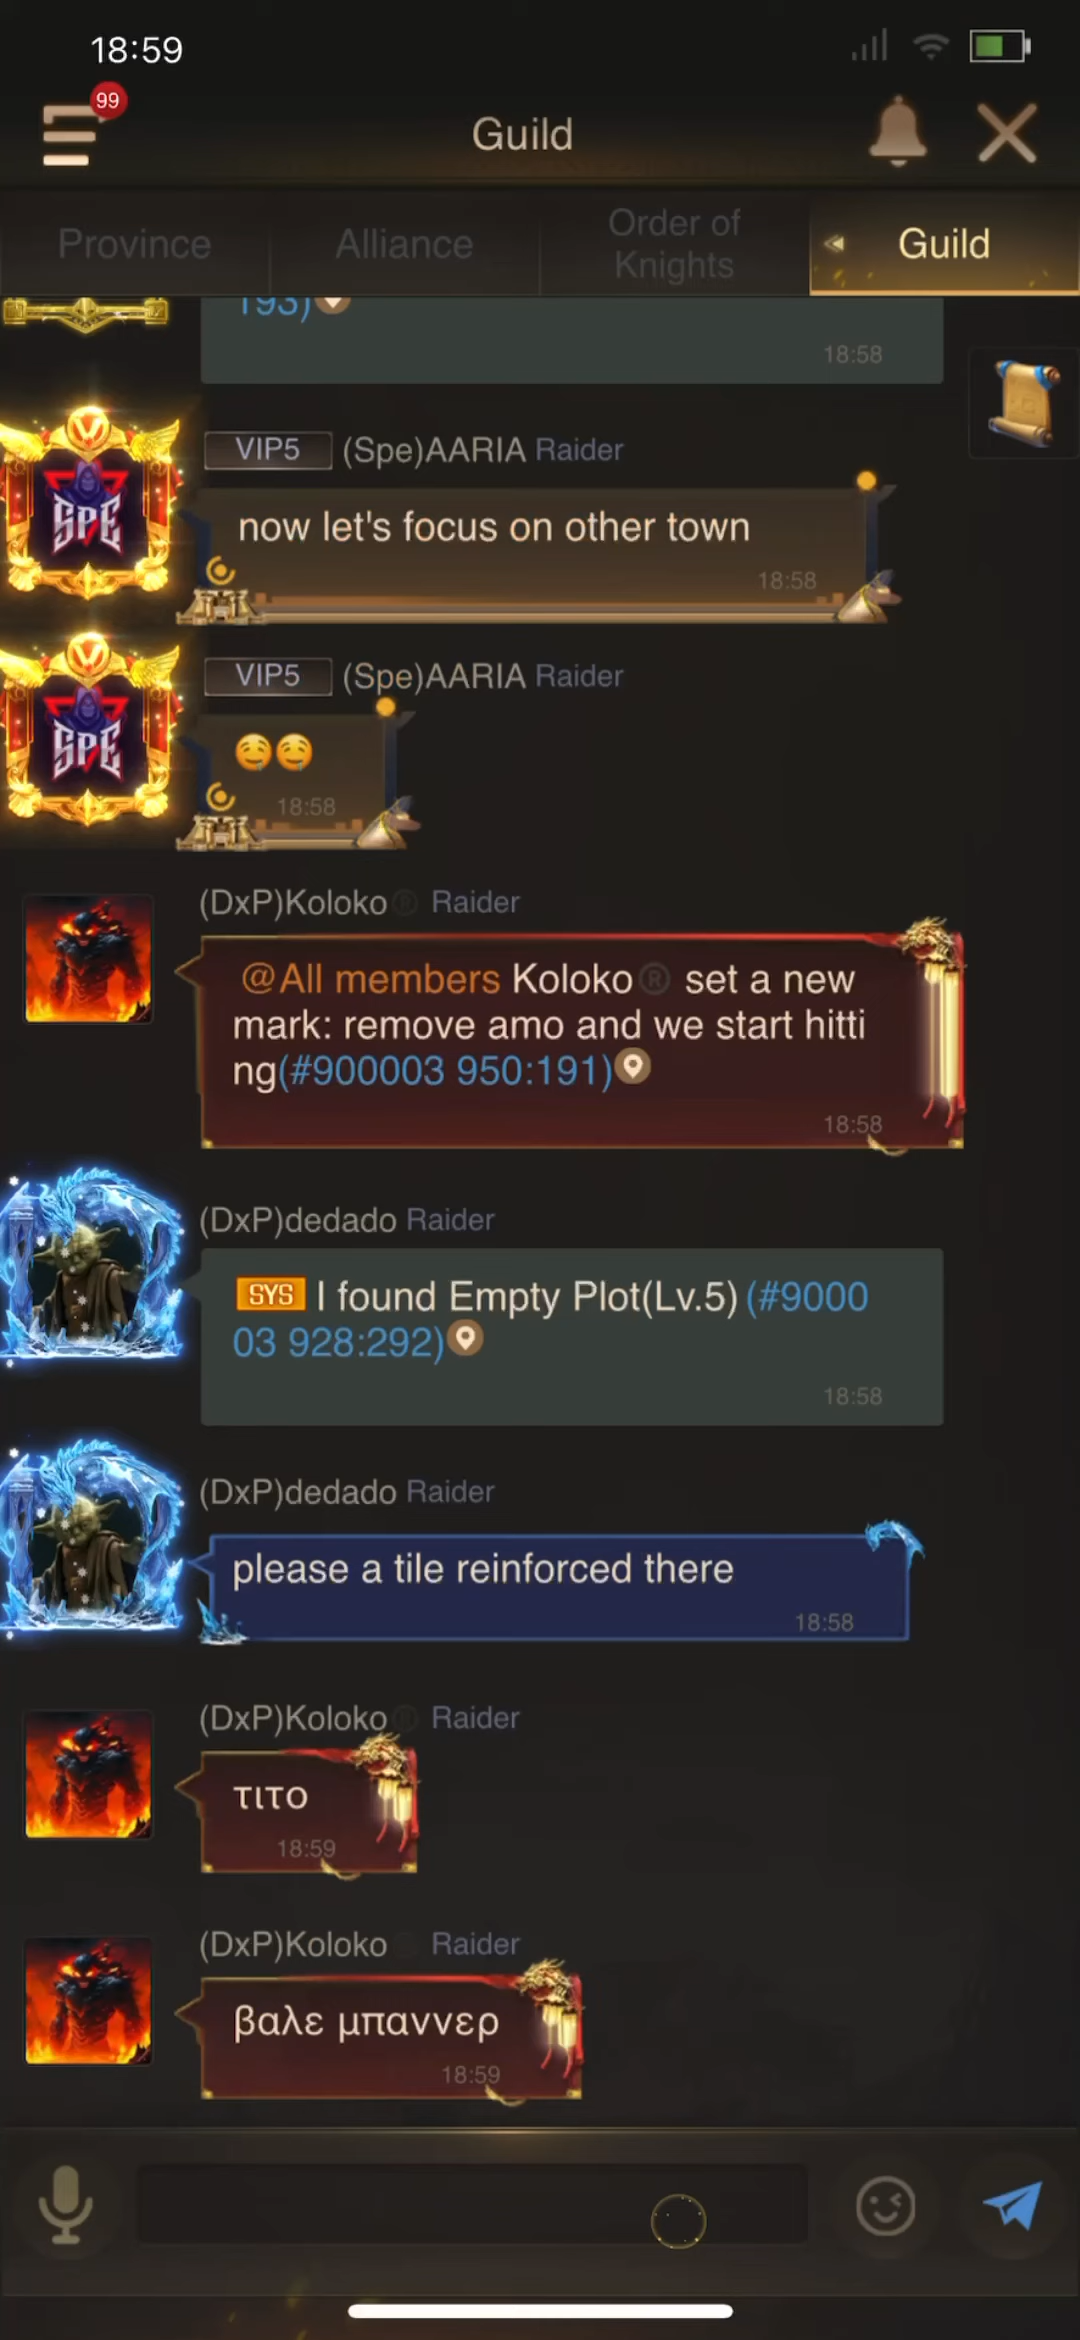 18:59
99
Guild
Province
Alliance
Order of
Knights
Guild
193)
18:58
VIP5 (Spe)AARIA Raider
SPE
now let's focus on other town
18:58
VIP5 (Spe)AARIA Raider
SPE
🤤🤤
18:58
(DxP)Koloko® Raider
@All members Koloko® set a new
mark: remove amo and we start hitti
ng(#900003 950:191)
18:58
(DxP)dedado Raider
SYS I found Empty Plot(Lv.5) (#9000
03 928:292)
18:58
(DxP)dedado Raider
please a tile reinforced there
18:58
(DxP)Koloko® Raider
τιτο
18:59
(DxP)Koloko Raider
βαλε μπαννερ
18:59